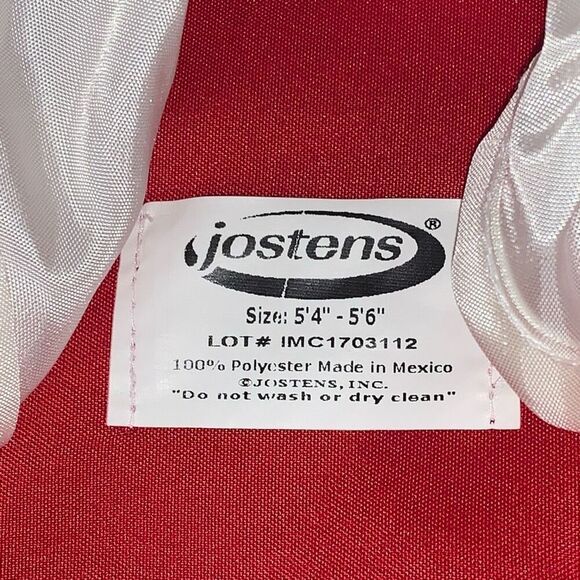 jostens®
Size: 5'4" - 5'6"
LOT# IMC1703112
100% Polyester Made in Mexico
©JOSTENS, INC.
"Do not wash or dry clean"